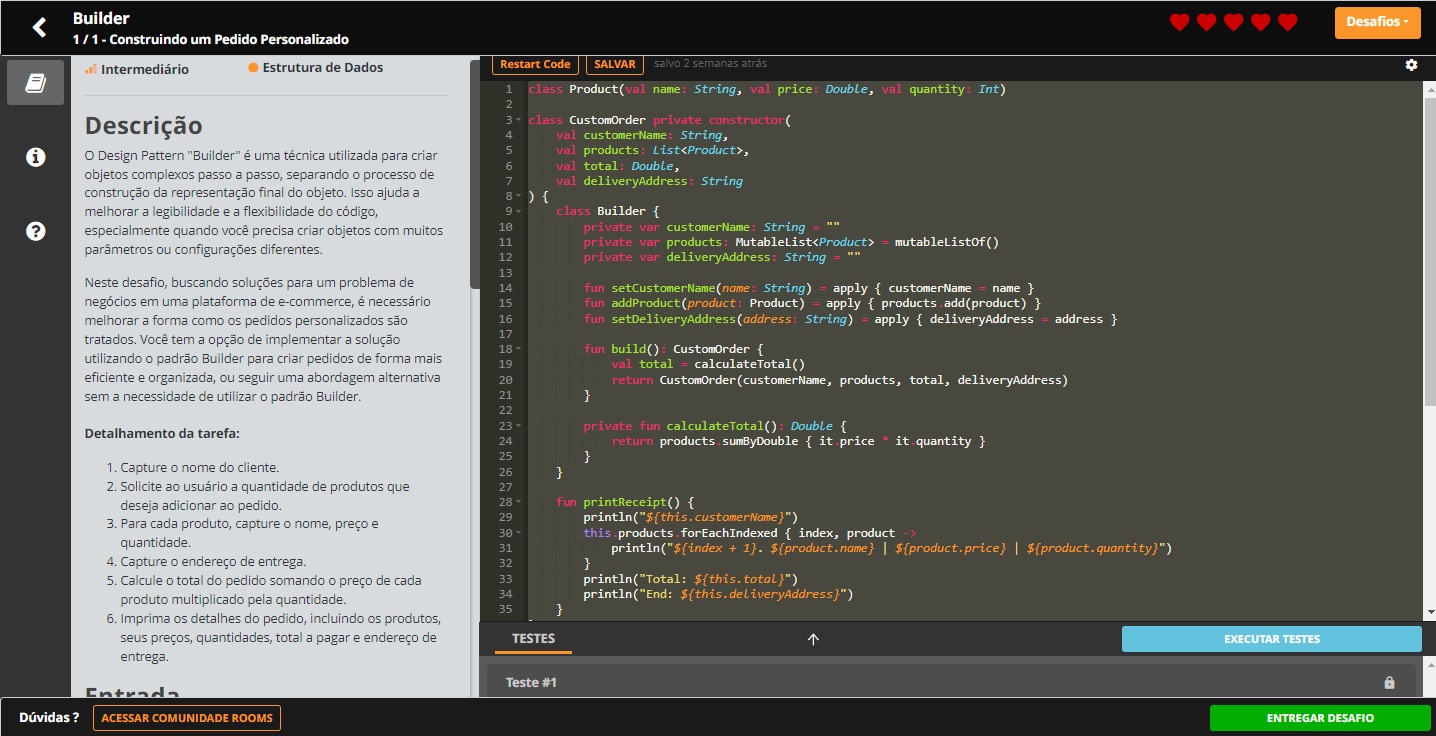 Builder
1 / 1 - Construindo um Pedido Personalizado
Desafios
Intermediário
Estrutura de Dados
Descrição
O Design Pattern "Builder" é uma técnica utilizada para criar
objetos complexos passo a passo, separando o processo de
construção da representação final do objeto. Isso ajuda a
melhorar a legibilidade e a flexibilidade do código,
especialmente quando você precisa criar objetos com muitos
parâmetros ou configurações diferentes.
Neste desafio, buscando soluções para um problema de
negócios em uma plataforma de e-commerce, é necessário
melhorar a forma como os pedidos personalizados são
tratados. Você tem a opção de implementar a solução
utilizando o padrão Builder para criar pedidos de forma mais
eficiente e organizada, ou seguir uma abordagem alternativa
sem a necessidade de utilizar o padrão Builder.
Detalhamento da tarefa:
1. Capture o nome do cliente.
2. Solicite ao usuário a quantidade de produtos que
deseja adicionar ao pedido.
3. Para cada produto, capture o nome, preço e
quantidade.
4. Capture o endereço de entrega.
5. Calcule o total do pedido somando o preço de cada
produto multiplicado pela quantidade.
6. Imprima os detalhes do pedido, incluindo os produtos,
seus preços, quantidades, total a pagar e endereço de
entrega.
Entrada
Restart Code
SALVAR
salvo 2 semanas atrás
1 class Product(val name: String, val price: Double, val quantity: Int)
2
3 class CustomOrder private constructor(
4 val customerName: String,
5 val products: List<Product>,
6 val total: Double,
7 val deliveryAddress: String
8 ) {
9 class Builder {
10 private var customerName: String = ""
11 private var products: MutableList<Product> = mutableListOf()
12 private var deliveryAddress: String = ""
13
14 fun setCustomerName(name: String) = apply { customerName = name }
15 fun addProduct(product: Product) = apply { products.add(product) }
16 fun setDeliveryAddress(address: String) = apply { deliveryAddress = address }
17
18 fun build(): CustomOrder {
19 val total = calculateTotal()
20 return CustomOrder(customerName, products, total, deliveryAddress)
21 }
22
23 private fun calculateTotal(): Double {
24 return products.sumByDouble { it.price * it.quantity }
25 }
26 }
27
28 fun printReceipt() {
29 println("${this.customerName}")
30 this.products.forEachIndexed { index, product ->
31 println("${index + 1}. ${product.name} | ${product.price} | ${product.quantity}")
32 }
33 println("Total: ${this.total}")
34 println("End: ${this.deliveryAddress}")
35 }
TESTES
EXECUTAR TESTES
Teste #1
Dúvidas ?
ACESSAR COMUNIDADE ROOMS
ENTREGAR DESAFIO